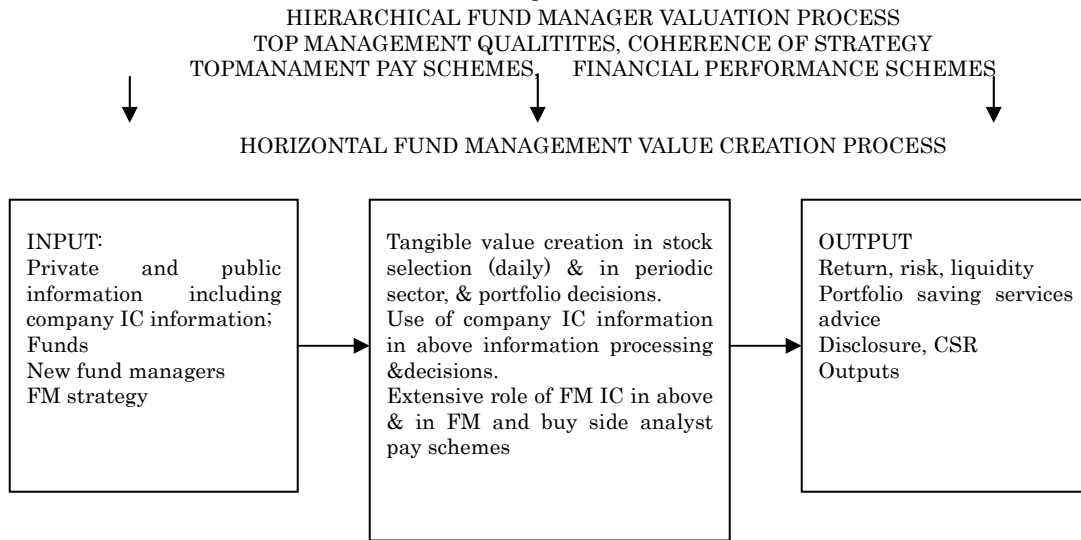 HIERARCHICAL FUND MANAGER VALUATION PROCESS
TOP MANAGEMENT QUALITITES, COHERENCE OF STRATEGY
TOPMANAMENT PAY SCHEMES, FINANCIAL PERFORMANCE SCHEMES
HORIZONTAL FUND MANAGEMENT VALUE CREATION PROCESS
INPUT:
Private and public
information including
company IC information;
Funds
New fund managers
FM strategy
Tangible value creation in stock
selection (daily) & in periodic
sector, & portfolio decisions.
Use of company IC information
in above information processing
&decisions.
Extensive role of FM IC in above
& in FM and buy side analyst
pay schemes
OUTPUT
Return, risk, liquidity
Portfolio saving services
advice
Disclosure, CSR
Outputs